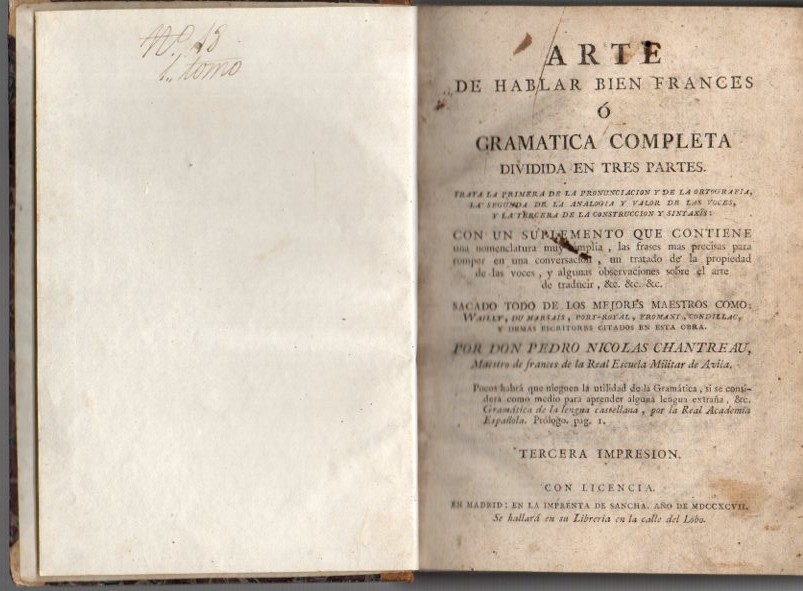 Nº 18
1. tomo
ARTE
DE HABLAR BIEN FRANCES
Ó
GRAMATICA COMPLETA
DIVIDIDA EN TRES PARTES.
TRATA LA PRIMERA DE LA PRONUNCIACION Y DE LA ORTOGRAFIA,
LA SEGUNDA DE LA ANALOGIA Y VALOR DE LAS VOCES,
Y LA TERCERA DE LA CONSTRUCCION Y SINTAXIS:
CON UN SUPLEMENTO QUE CONTIENE
una nomenclatura muy amplia, las frases mas precisas para
romper en una conversacion, un tratado de la propiedad
de las voces, y algunas observaciones sobre el arte
de traducir, &c. &c. &c.
SACADO TODO DE LOS MEJORES MAESTROS COMO:
WAILLY, DU MARSAIS, PORT-ROYAL, FROMANT, CONDILLAC,
Y DEMAS ESCRITORES CITADOS EN ESTA OBRA.
POR DON PEDRO NICOLAS CHANTREAU,
Maestro de frances de la Real Escuela Militar de Avila.
Pocos habrá que nieguen la utilidad de la Gramática, si se consi-
dera como medio para aprender alguna lengua extraña, &c.
Gramática de la lengua castellana, por la Real Academia
Española. Prólogo. pag. 1.
TERCERA IMPRESION.
CON LICENCIA.
EN MADRID: EN LA IMPRENTA DE SANCHA. AÑO DE MDCCXCVII.
Se hallará en su Librería en la calle del Lobo.